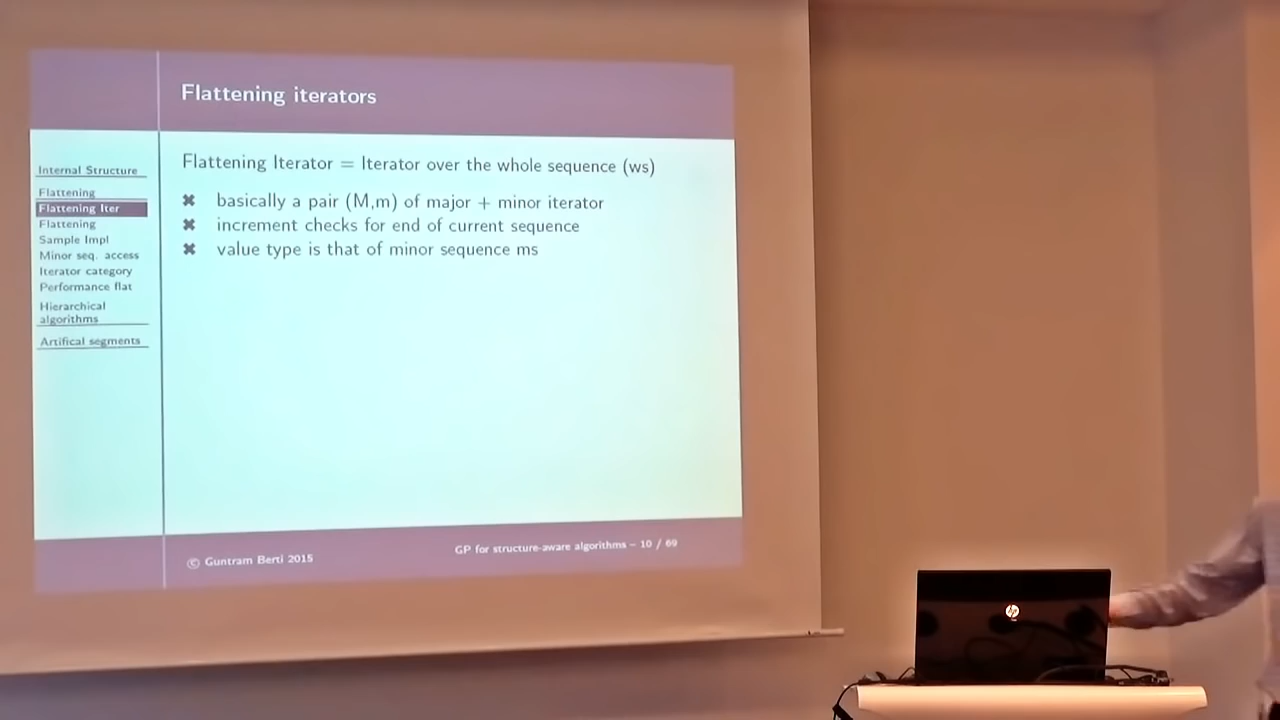 Flattening iterators
Internal Structure
Flattening
Flattening Iter
Flattening
Sample Impl
Minor seq. access
Iterator category
Performance flat
Hierarchical
algorithms
Artifical segments
Flattening Iterator = Iterator over the whole sequence (ws)
✖ basically a pair (M,m) of major + minor iterator
✖ increment checks for end of current sequence
✖ value type is that of minor sequence ms
© Guntram Berti 2015
GP for structure-aware algorithms – 10 / 69
hp